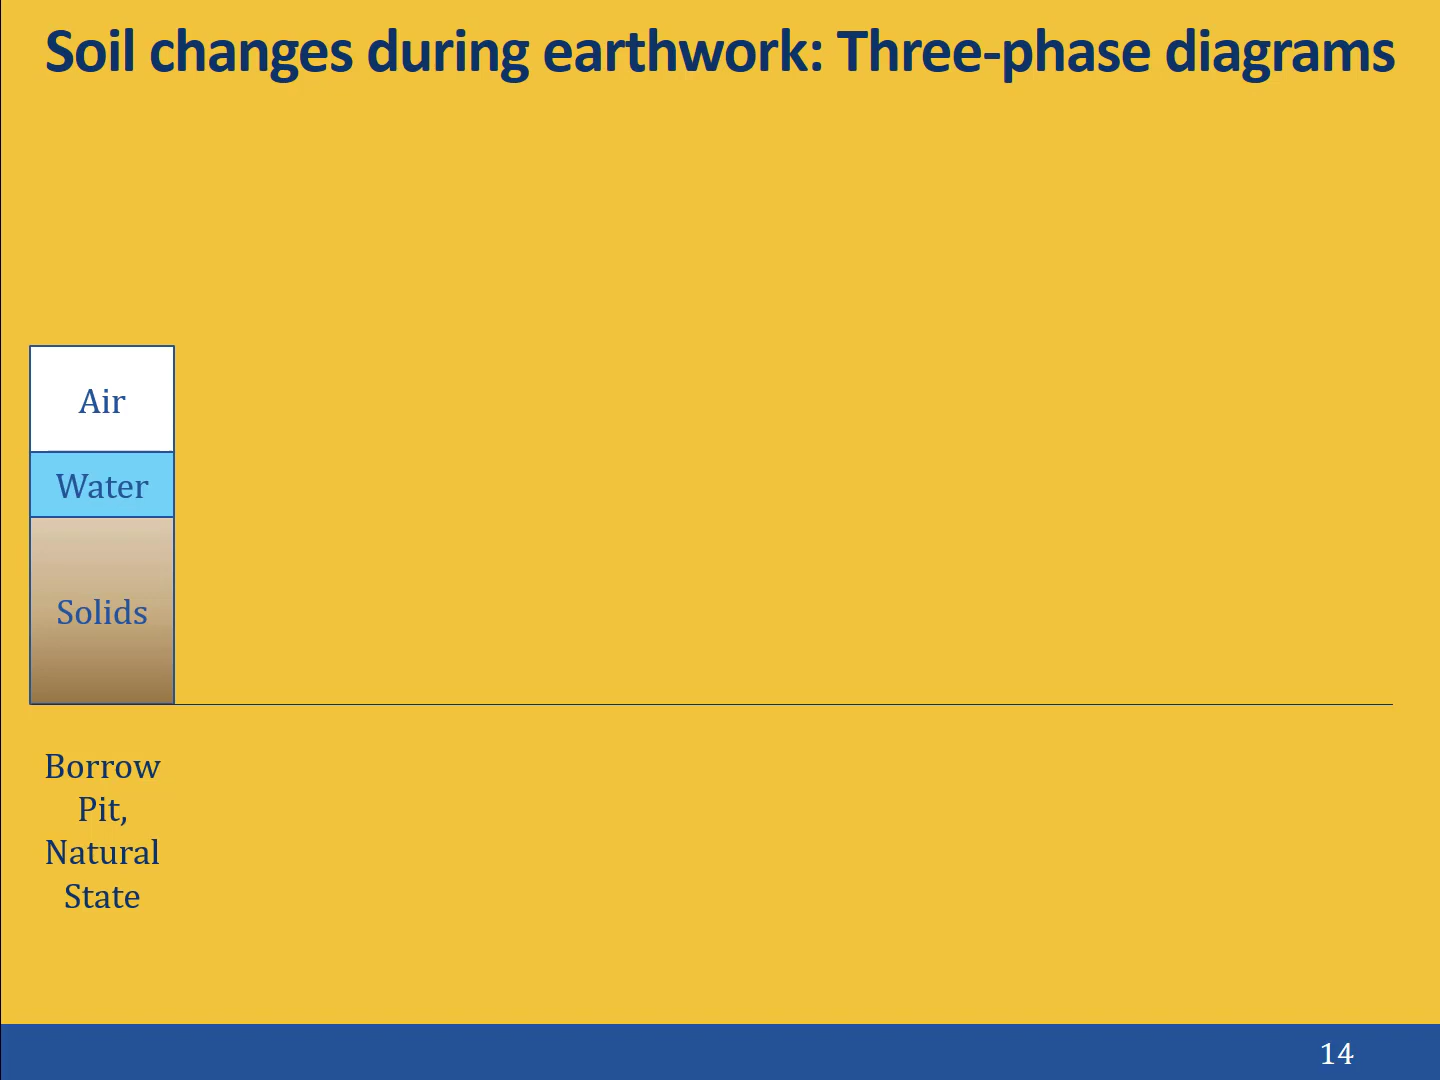 Soil changes during earthwork: Three-phase diagrams
Air
Water
Solids
Borrow
Pit,
Natural
State
14